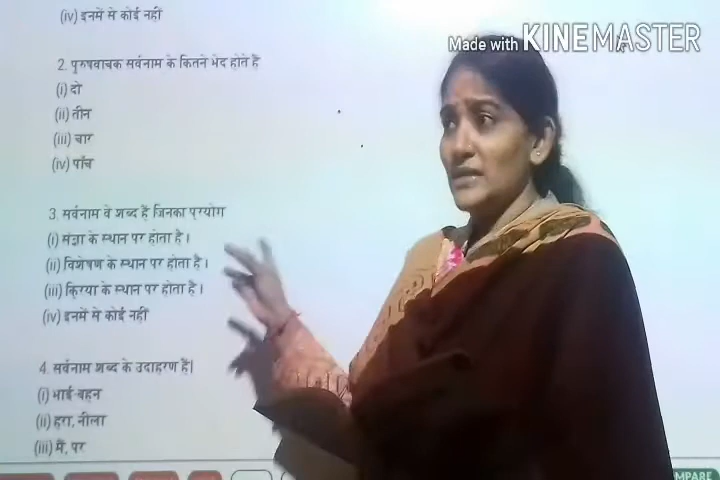 (iv) इनमें से कोई नहीं
Made with KINEMASTER
2. पुरुषवाचक सर्वनाम के कितने भेद होते हैं
(i) दो
(ii) तीन
(iii) चार
(iv) पाँच
3. सर्वनाम वे शब्द हैं जिनका प्रयोग
(i) संज्ञा के स्थान पर होता है।
(ii) विशेषण के स्थान पर होता है।
(iii) क्रिया के स्थान पर होता है।
(iv) इनमें से कोई नहीं
4. सर्वनाम शब्द के उदाहरण हैं|
(i) भाई-बहन
(ii) हरा, नीला
(iii) मैं, पर
MPARE